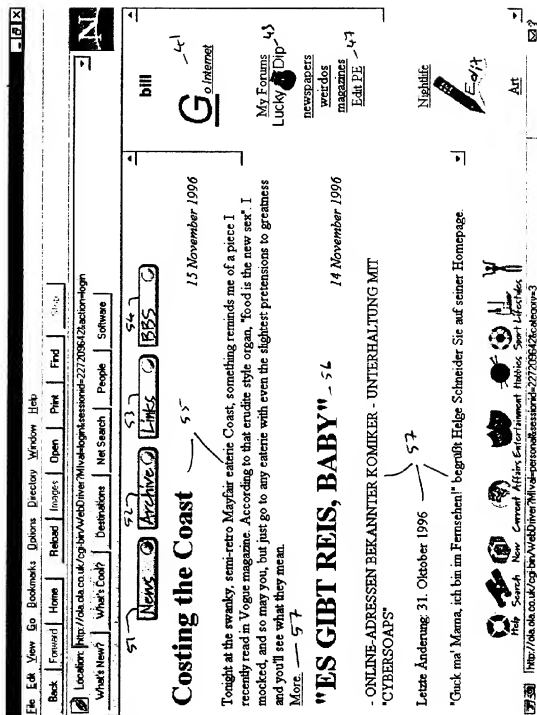 File Edit View Go Bookmarks Options Directory Window Help
Back Forward Home Reload Images Open Print Find Stop
Location: http://ola.ola.co.uk/cgi-bin/WebDriver?MIval=login&sessionid=227209642&action=login
What's New? What's Cool? Destinations Net Search People Software
51 52 53 54
News Archive Links BBS
Costing the Coast
55
15 November 1996
Tonight at the swanky, semi-retro Mayfair eaterie Coast, something reminds me of a piece I
recently read in Vogue magazine. According to that erudite style organ, "food is the new sex". I
mocked, and so may you, but just go to any eaterie with even the slightest pretensions to greatness
and you'll see what they mean.
More. 57
"ES GIBT REIS, BABY" 56
14 November 1996
- ONLINE-ADRESSEN BEKANNTER KOMIKER - UNTERHALTUNG MIT
"CYBERSOAPS"
57
Letzte Änderung: 31. Oktober 1996
"Guck ma' Mama, ich bin im Fernsehen!" begrüßt Helge Schneider Sie auf seiner Homepage.
bill
Go Internet
41
My Forums
Lucky Dip 43
newspapers
weirdos
magazines
Edit PE 47
Nightlife
Edit
Art
Help Search New Current Affairs Entertainment Hobbies Sport Lifestyles
http://ola.ola.co.uk/cgi-bin/WebDriver?MIval=personal&sessionid=227209642&category=3